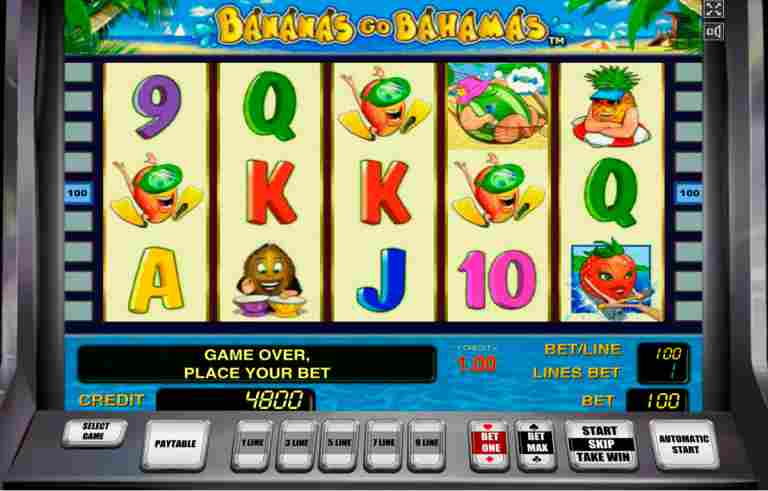 BANANAS GO BAHAMAS™
9 Q
100 K K Q 100
A J 10
GAME OVER,
PLACE YOUR BET
1 CREDIT =
1.00
BET/LINE 100
LINES BET 1
CREDIT 4800
BET 100
SELECT
GAME
PAYTABLE
1 LINE
3 LINE
5 LINE
7 LINE
9 LINE
BET
ONE
BET
MAX
START
SKIP
TAKE WIN
AUTOMATIC
START